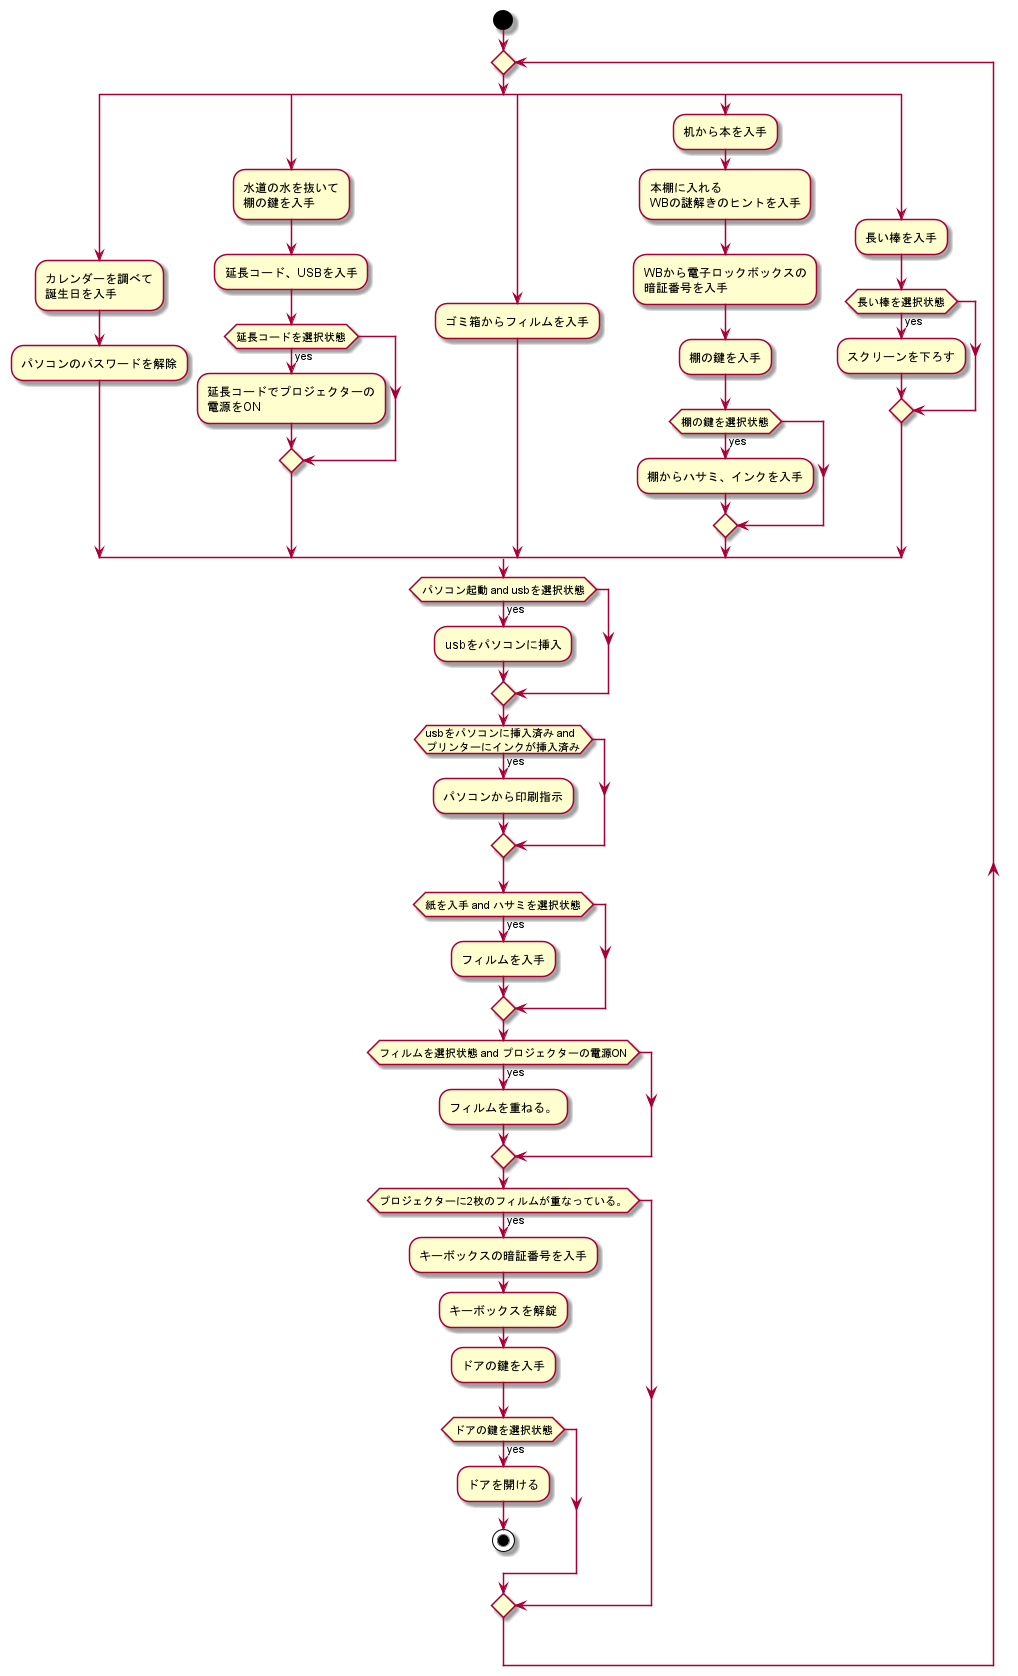 カレンダーを調べて
誕生日を入手
パソコンのパスワードを解除
水道の水を抜いて
棚の鍵を入手
延長コード、USBを入手
延長コードを選択状態
yes
延長コードでプロジェクターの
電源をON
ゴミ箱からフィルムを入手
机から本を入手
本棚に入れる
WBの謎解きのヒントを入手
WBから電子ロックボックスの
暗証番号を入手
棚の鍵を入手
棚の鍵を選択状態
yes
棚からハサミ、インクを入手
長い棒を入手
長い棒を選択状態
yes
スクリーンを下ろす
パソコン起動 and usbを選択状態
yes
usbをパソコンに挿入
usbをパソコンに挿入済み and
プリンターにインクが挿入済み
yes
パソコンから印刷指示
紙を入手 and ハサミを選択状態
yes
フィルムを入手
フィルムを選択状態 and プロジェクターの電源ON
yes
フィルムを重ねる。
プロジェクターに2枚のフィルムが重なっている。
yes
キーボックスの暗証番号を入手
キーボックスを解錠
ドアの鍵を入手
ドアの鍵を選択状態
yes
ドアを開ける